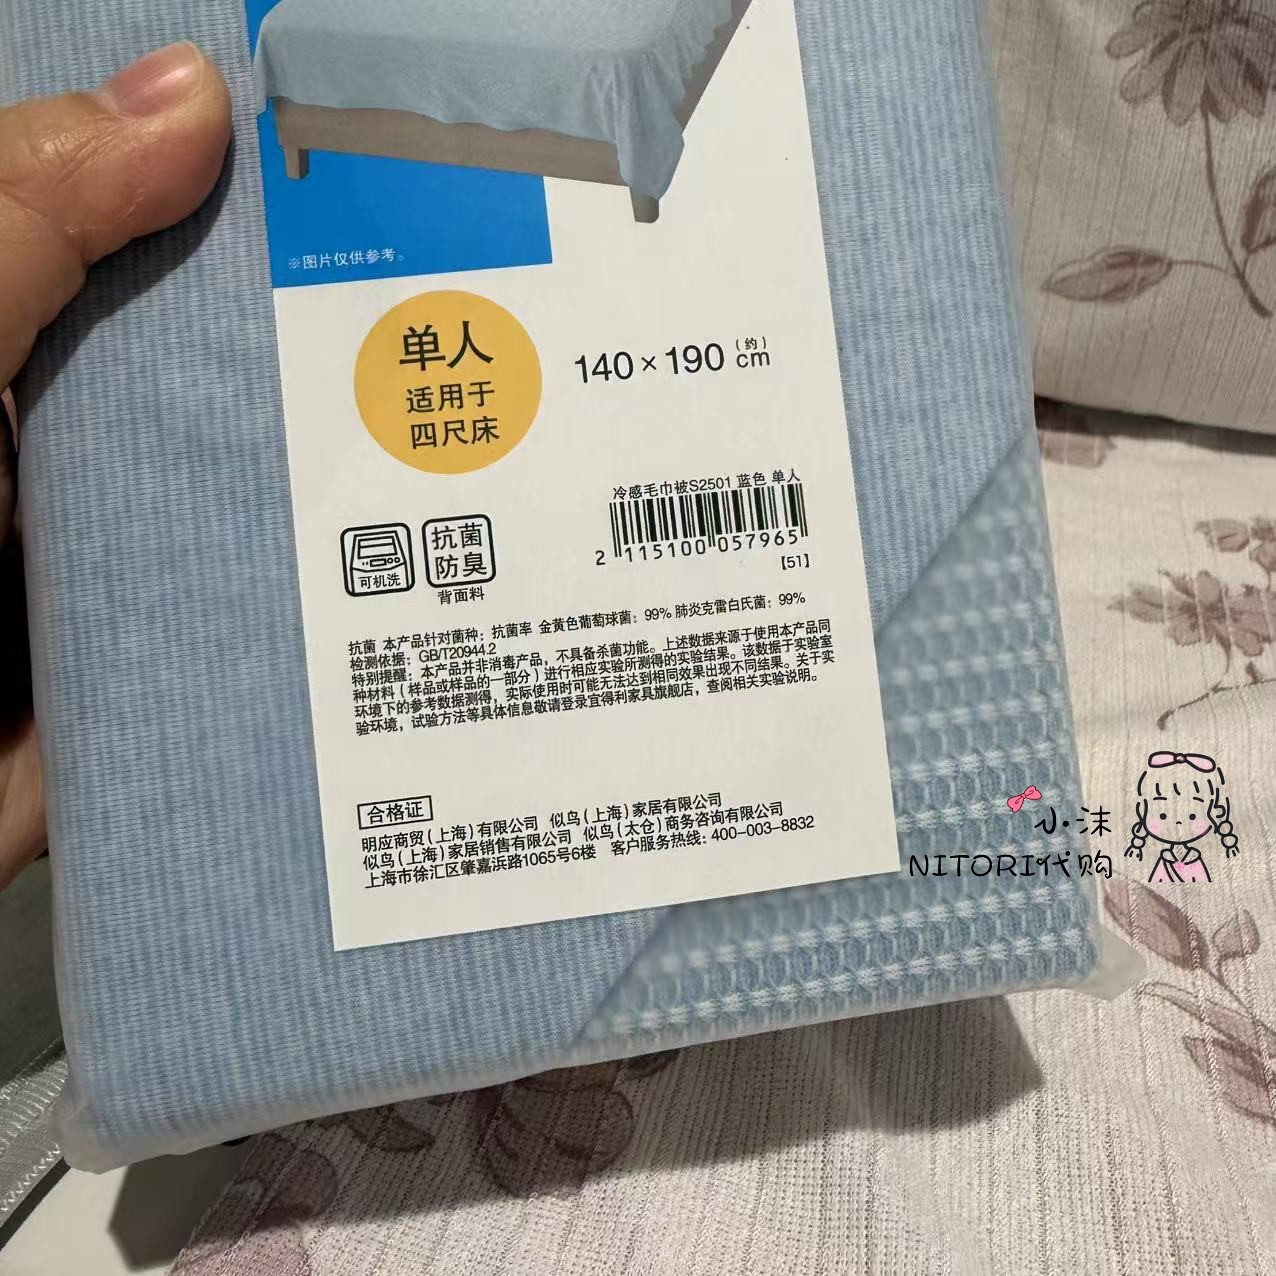 ※图片仅供参考。
单人
适用于
四尺床
140×190(约)cm
冷感毛巾被S2501 蓝色 单人
2 115100 057965
【51】
可机洗
抗菌
防臭
背面料
抗菌 本产品针对菌种：抗菌率 金黄色葡萄球菌：99% 肺炎克雷白氏菌：99%
检测依据：GB/T20944.2
特别提醒：本产品并非消毒产品，不具备杀菌功能。上述数据来源于使用本产品同
种材料（样品或样品的一部分）进行相应实验所测得的实验结果。该数据于实验室
环境下的参考数据测得，实际使用时可能无法达到相同效果出现不同结果。关于实
验环境，试验方法等具体信息敬请登录宜得利家具旗舰店，查阅相关实验说明。
合格证
明应商贸(上海)有限公司 似鸟(上海)家居有限公司
似鸟(上海)家居销售有限公司 似鸟(太仓)商务咨询有限公司
上海市徐汇区肇嘉浜路1065号6楼 客户服务热线：400-003-8832
小沫
NITORI代购